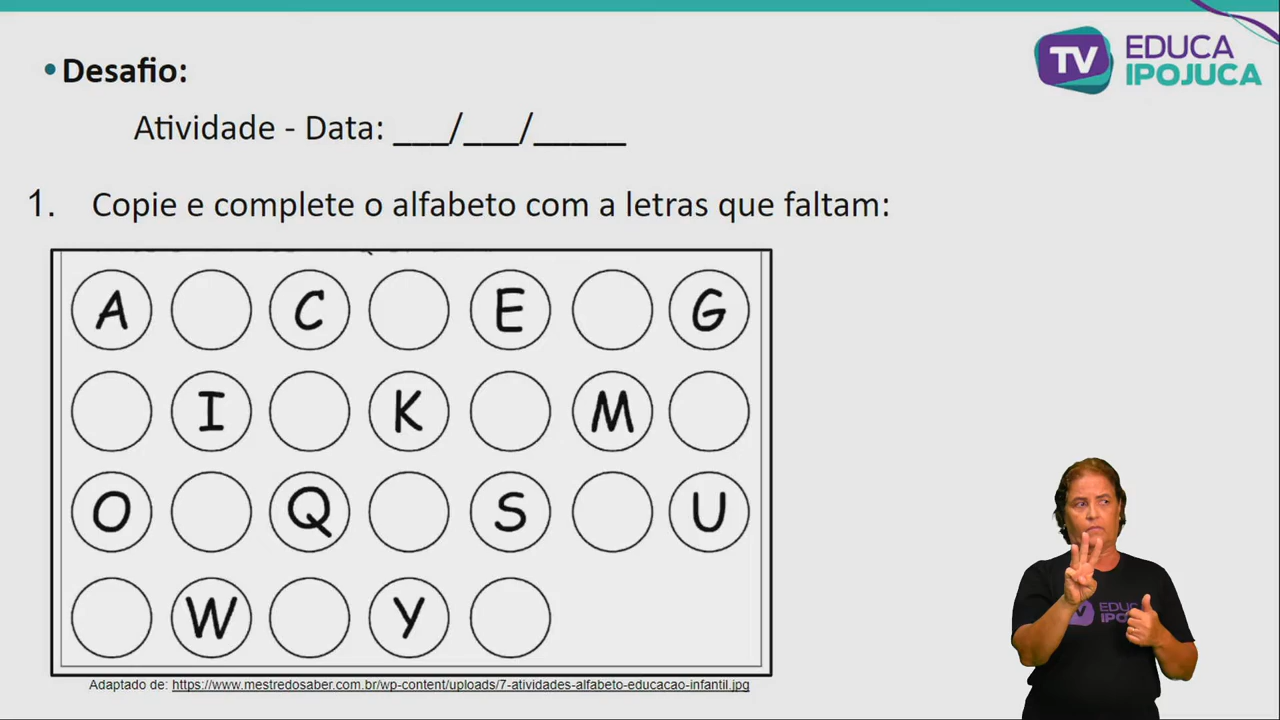 •Desafio:
TV EDUCA
IPOJUCA
Atividade - Data: ___/___/_____
1. Copie e complete o alfabeto com a letras que faltam:
A C E G
I K M
O Q S U
W Y
Adaptado de: https://www.mestredosaber.com.br/wp-content/uploads/7-atividades-alfabeto-educacao-infantil.jpg